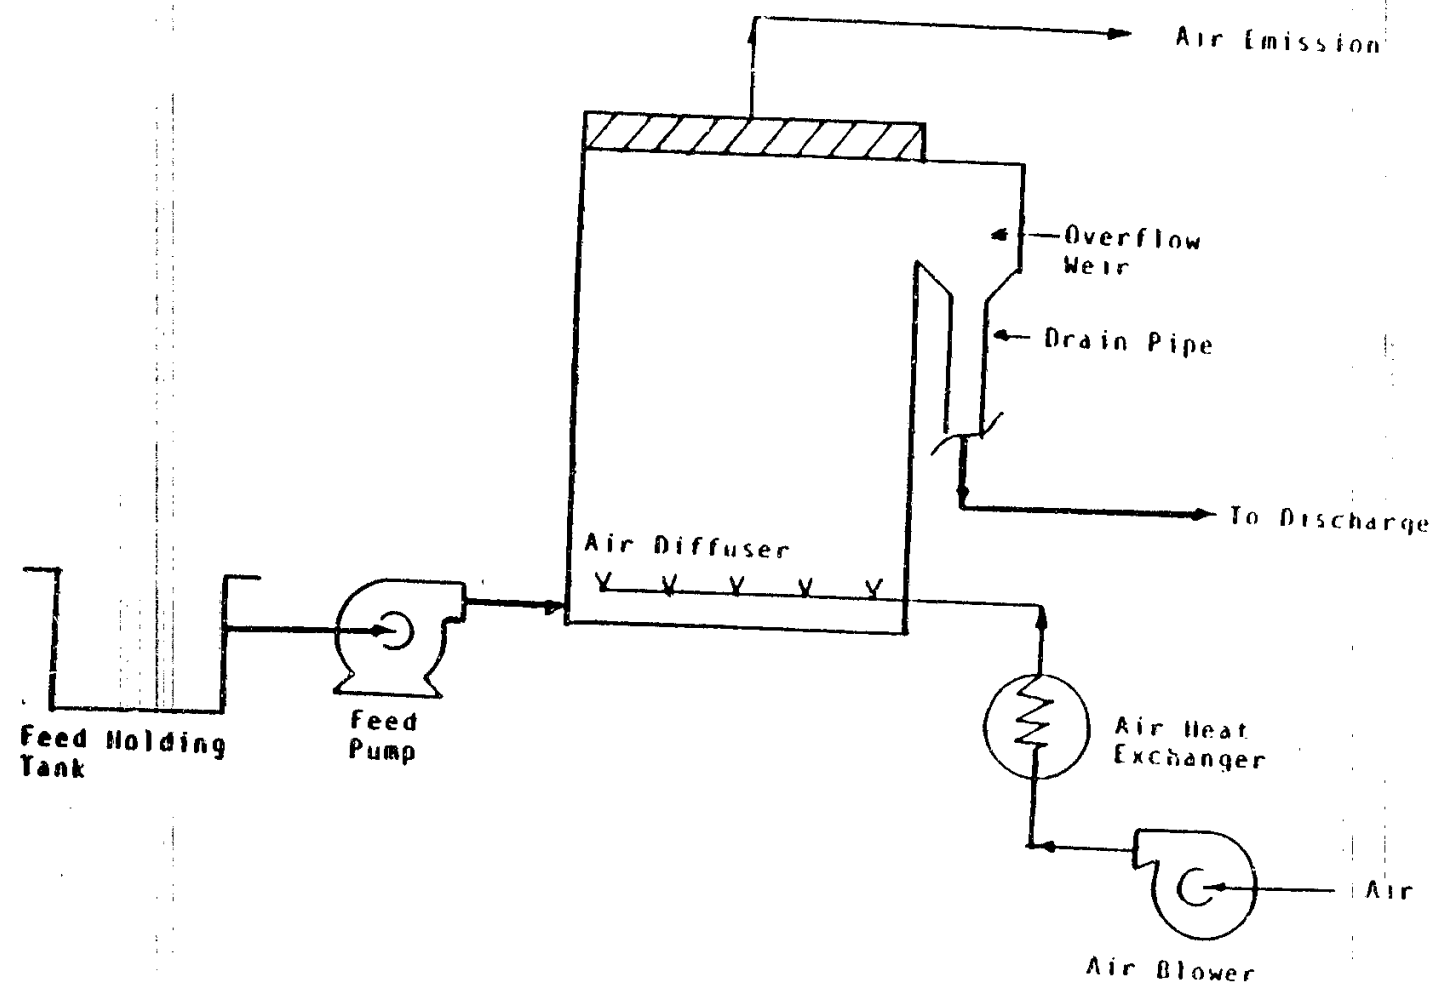 Air Emission
Overflow
Weir
Drain Pipe
To Discharge
Air Diffuser
Feed Holding
Tank
Feed
Pump
Air Heat
Exchanger
Air
Air Blower